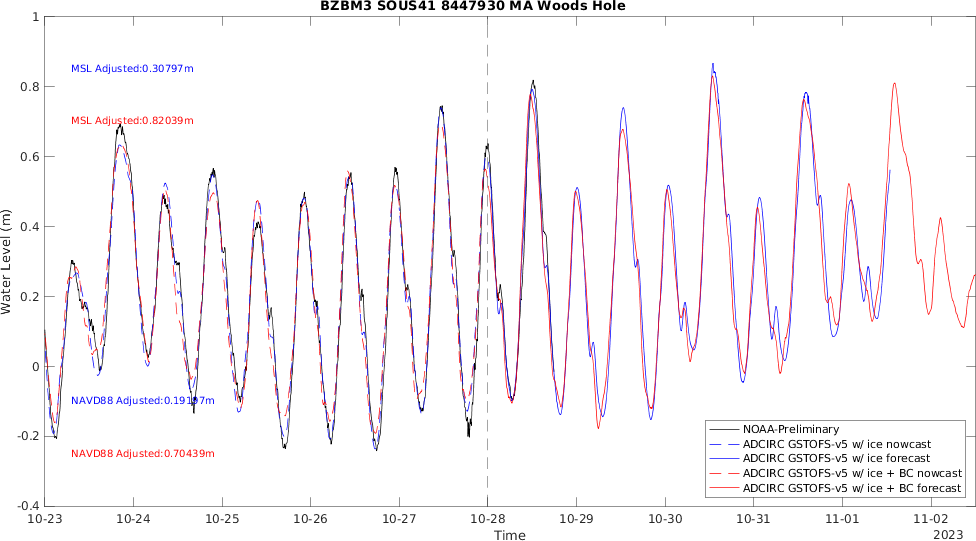 BZBM3 SOUS41 8447930 MA Woods Hole
1
0.8
0.6
0.4
0.2
0
-0.2
-0.4
Water Level (m)
MSL Adjusted:0.30797m
MSL Adjusted:0.82039m
NAVD88 Adjusted:0.19197m
NAVD88 Adjusted:0.70439m
NOAA-Preliminary
ADCIRC GSTOFS-v5 w/ ice nowcast
ADCIRC GSTOFS-v5 w/ ice forecast
ADCIRC GSTOFS-v5 w/ ice + BC nowcast
ADCIRC GSTOFS-v5 w/ ice + BC forecast
10-23 10-24 10-25 10-26 10-27 10-28 10-29 10-30 10-31 11-01 11-02
Time
2023